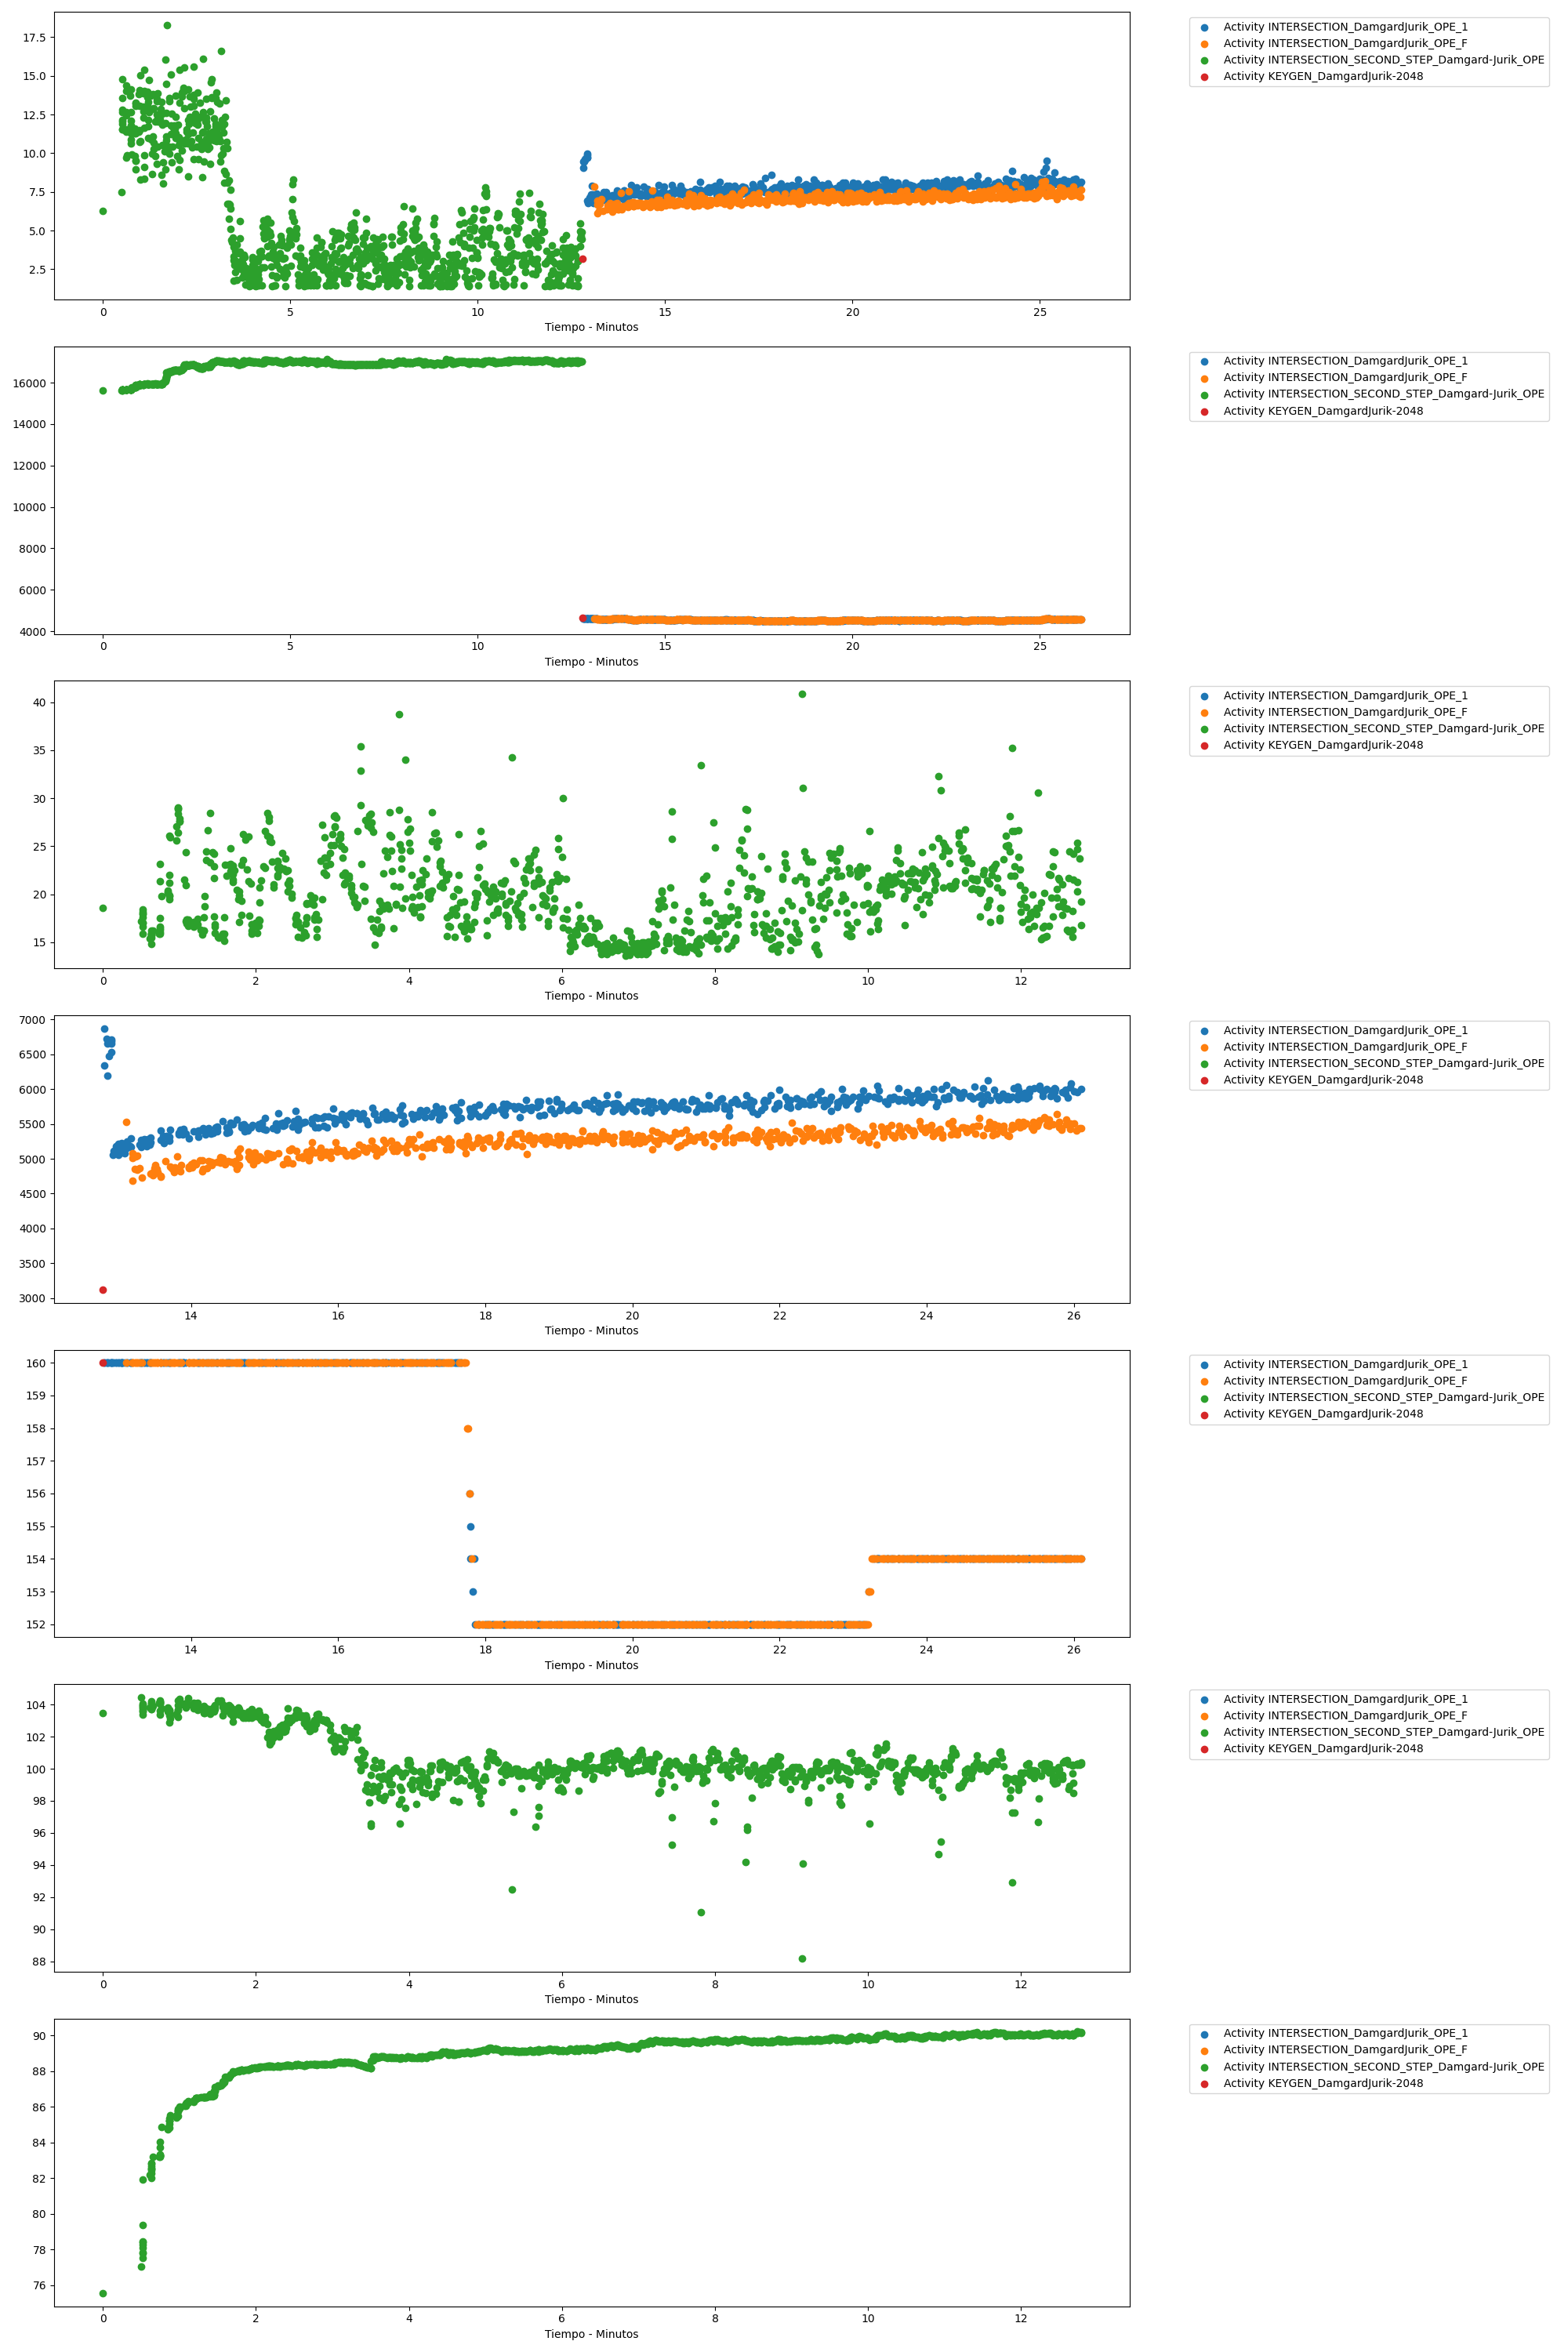 17.5
15.0
12.5
10.0
7.5
5.0
2.5
0 5 10 15 20 25
Tiempo - Minutos
Activity INTERSECTION_DamgardJurik_OPE_1
Activity INTERSECTION_DamgardJurik_OPE_F
Activity INTERSECTION_SECOND_STEP_Damgard-Jurik_OPE
Activity KEYGEN_DamgardJurik-2048
16000
14000
12000
10000
8000
6000
4000
0 5 10 15 20 25
Tiempo - Minutos
Activity INTERSECTION_DamgardJurik_OPE_1
Activity INTERSECTION_DamgardJurik_OPE_F
Activity INTERSECTION_SECOND_STEP_Damgard-Jurik_OPE
Activity KEYGEN_DamgardJurik-2048
40
35
30
25
20
15
0 2 4 6 8 10 12
Tiempo - Minutos
Activity INTERSECTION_DamgardJurik_OPE_1
Activity INTERSECTION_DamgardJurik_OPE_F
Activity INTERSECTION_SECOND_STEP_Damgard-Jurik_OPE
Activity KEYGEN_DamgardJurik-2048
7000
6500
6000
5500
5000
4500
4000
3500
3000
14 16 18 20 22 24 26
Tiempo - Minutos
Activity INTERSECTION_DamgardJurik_OPE_1
Activity INTERSECTION_DamgardJurik_OPE_F
Activity INTERSECTION_SECOND_STEP_Damgard-Jurik_OPE
Activity KEYGEN_DamgardJurik-2048
160
159
158
157
156
155
154
153
152
14 16 18 20 22 24 26
Tiempo - Minutos
Activity INTERSECTION_DamgardJurik_OPE_1
Activity INTERSECTION_DamgardJurik_OPE_F
Activity INTERSECTION_SECOND_STEP_Damgard-Jurik_OPE
Activity KEYGEN_DamgardJurik-2048
104
102
100
98
96
94
92
90
88
0 2 4 6 8 10 12
Tiempo - Minutos
Activity INTERSECTION_DamgardJurik_OPE_1
Activity INTERSECTION_DamgardJurik_OPE_F
Activity INTERSECTION_SECOND_STEP_Damgard-Jurik_OPE
Activity KEYGEN_DamgardJurik-2048
90
88
86
84
82
80
78
76
0 2 4 6 8 10 12
Tiempo - Minutos
Activity INTERSECTION_DamgardJurik_OPE_1
Activity INTERSECTION_DamgardJurik_OPE_F
Activity INTERSECTION_SECOND_STEP_Damgard-Jurik_OPE
Activity KEYGEN_DamgardJurik-2048